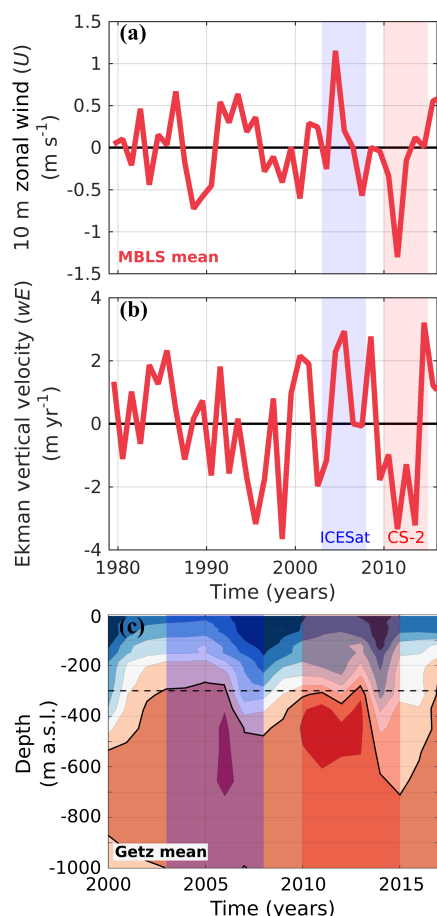 (a)
10 m zonal wind (U)
(m s-1)
1.5
1
0.5
0
-0.5
-1
-1.5
MBLS mean
(b)
Ekman vertical velocity (wE)
(m yr-1)
4
2
0
-2
-4
ICESat
CS-2
1980
1990
2000
2010
Time (years)
(c)
Depth
(m a.s.l.)
0
-200
-400
-600
-800
-1000
Getz mean
2000
2005
2010
2015
Time (years)